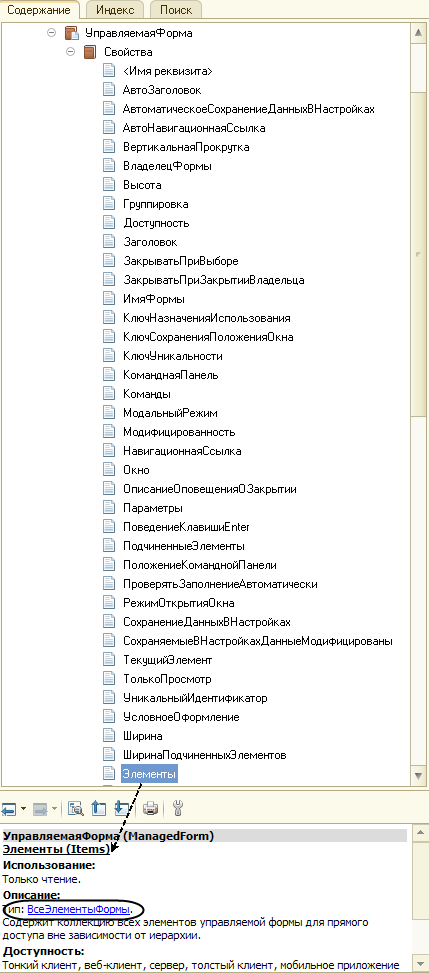 Содержание Индекс Поиск
УправляемаяФорма
Свойства
<Имя реквизита>
АвтоЗаголовок
АвтоматическоеСохранениеДанныхВНастройках
АвтоНавигационнаяСсылка
ВертикальнаяПрокрутка
ВладелецФормы
Высота
Группировка
Доступность
Заголовок
ЗакрыватьПриВыборе
ЗакрыватьПриЗакрытииВладельца
ИмяФормы
КлючНазначенияИспользования
КлючСохраненияПоложенияОкна
КлючУникальности
КоманднаяПанель
Команды
МодальныйРежим
Модифицированность
НавигационнаяСсылка
Окно
ОписаниеОповещенияОЗакрытии
Параметры
ПоведениеКлавишиEnter
ПодчиненныеЭлементы
ПоложениеКоманднойПанели
ПроверятьЗаполнениеАвтоматически
РежимОткрытияОкна
СохранениеДанныхВНастройках
СохраняемыеВНастройкахДанныеМодифицированы
ТекущийЭлемент
ТолькоПросмотр
УникальныйИдентификатор
УсловноеОформление
Ширина
ШиринаПодчиненныхЭлементов
Элементы
УправляемаяФорма (ManagedForm)
Элементы (Items)
Использование:
Только чтение.
Описание:
Тип: ВсеЭлементыФормы.
Содержит коллекцию всех элементов управляемой формы для прямого
доступа вне зависимости от иерархии.
Доступность:
Тонкий клиент, веб-клиент, сервер, толстый клиент, мобильное приложение